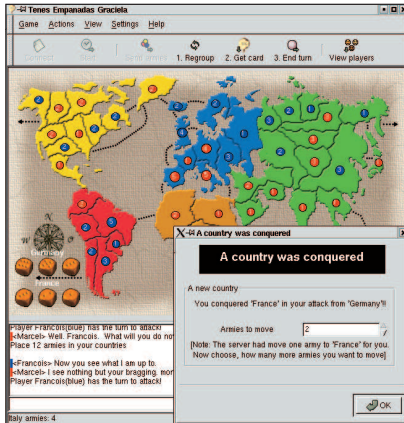 Tenes Empanadas Graciela
Game Actions View Settings Help
Connect
1. Regroup 2. Get card 3. End turn View players
N
W O
Germany
France
A country was conquered
A country was conquered
A new country
You conquered 'France' in your attack from 'Germany'!!
Armies to move 2
[Note: The server had move one army to 'France' for you.
Now choose, how many more armies you want to move]
OK
Player Francois(blue) has the turn to attack!
<Marcel> Well, Francois. What will you do no
Place 12 armies in your countries
<Francois> Now you see what I am up to.
<Marcel> I see nothing but your bragging, mor
Player Francois(blue) has the turn to attack!
Italy armies: 4